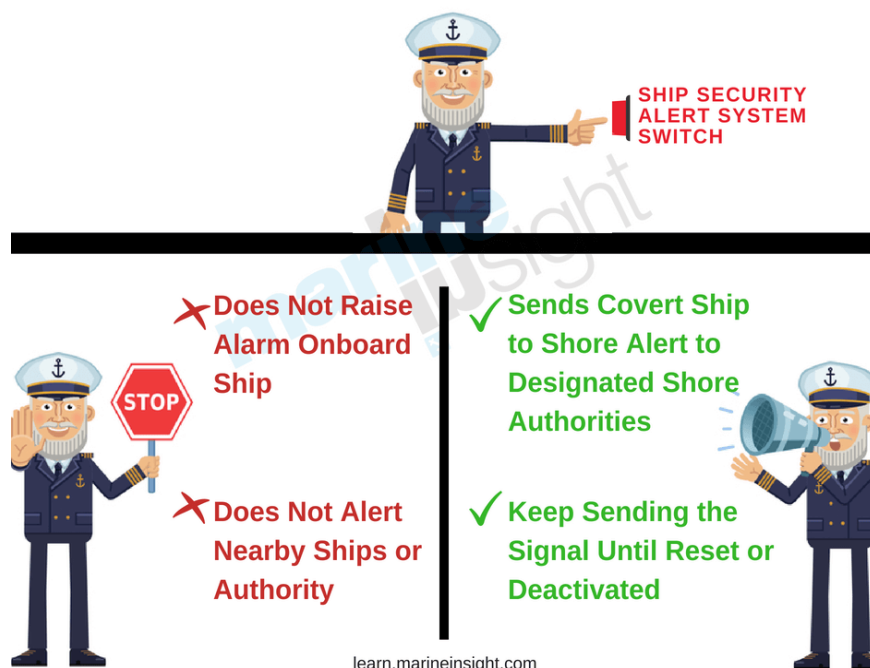 SHIP SECURITY
ALERT SYSTEM
SWITCH
marine
insight
Does Not Raise
Alarm Onboard
Ship
STOP
Does Not Alert
Nearby Ships or
Authority
Sends Covert Ship
to Shore Alert to
Designated Shore
Authorities
Keep Sending the
Signal Until Reset or
Deactivated
learn.marineinsight.com